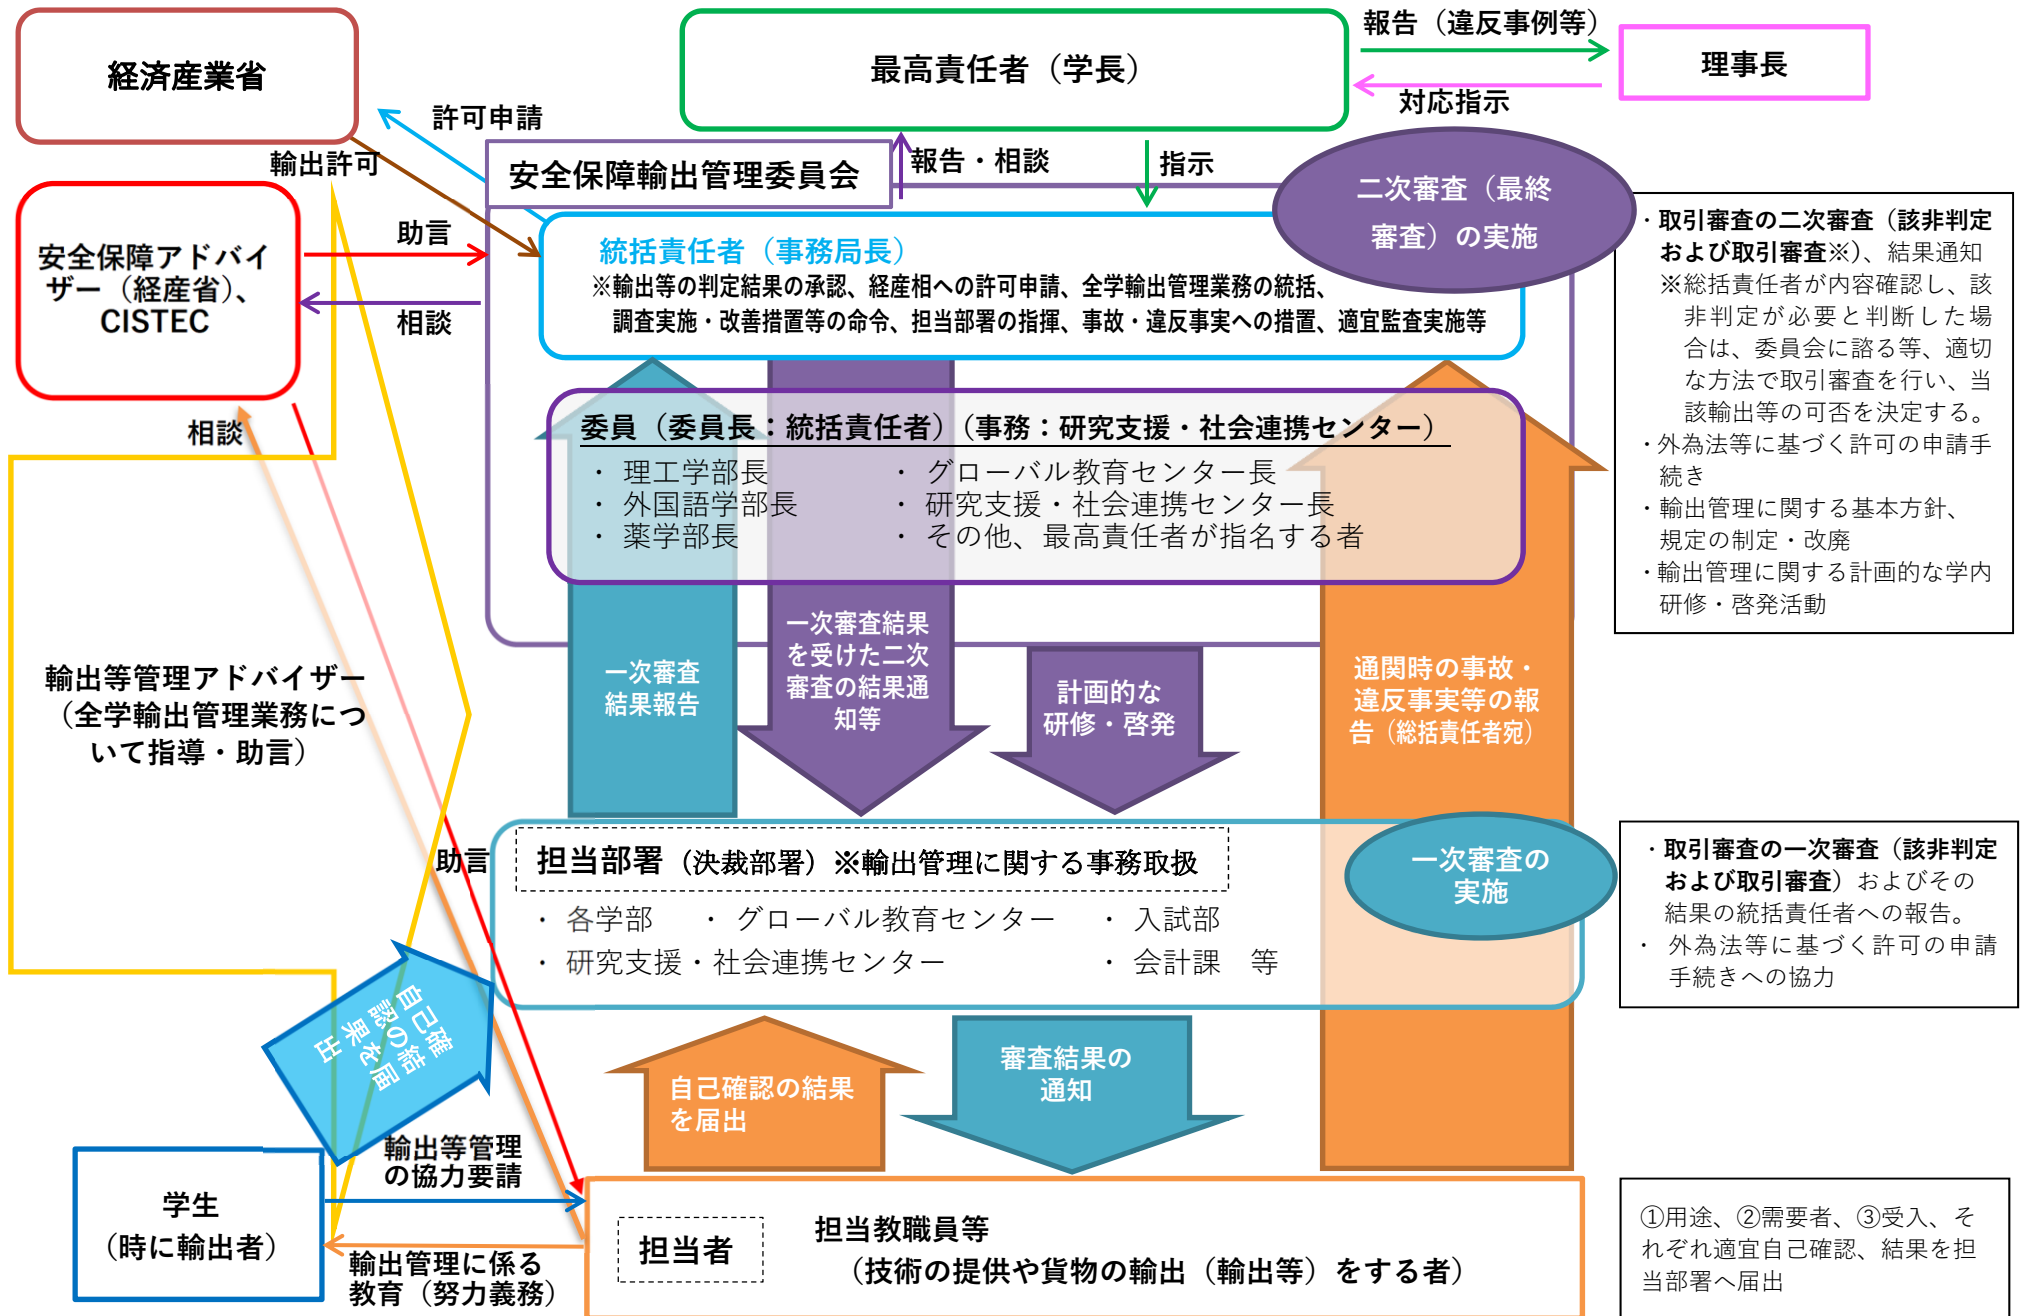 経済産業省
最高責任者（学長）
報告（違反事例等）
理事長
対応指示
許可申請
輸出許可
安全保障輸出管理委員会
報告・相談
指示
二次審査（最終
審査）の実施
安全保障アドバイ
ザー（経産省）、
CISTEC
助言
相談
統括責任者（事務局長）
※輸出等の判定結果の承認、経産相への許可申請、全学輸出管理業務の統括、
調査実施・改善措置等の命令、担当部署の指揮、事故・違反事実への措置、適宜監査実施等
・取引審査の二次審査（該非判定
および取引審査※）、結果通知
※総括責任者が内容確認し、該
非判定が必要と判断した場
合は、委員会に諮る等、適切
な方法で取引審査を行い、当
該輸出等の可否を決定する。
・外為法等に基づく許可の申請手
続き
・輸出管理に関する基本方針、
規定の制定・改廃
・輸出管理に関する計画的な学内
研修・啓発活動
相談
委員（委員長：統括責任者）（事務：研究支援・社会連携センター）
・ 理工学部長
・ グローバル教育センター長
・ 外国語学部長
・ 研究支援・社会連携センター長
・ 薬学部長
・ その他、最高責任者が指名する者
輸出等管理アドバイザー
（全学輸出管理業務につ
いて指導・助言）
一次審査
結果報告
一次審査結果
を受けた二次
審査の結果通
知等
計画的な
研修・啓発
通関時の事故・
違反事実等の報
告（総括責任者宛）
助言
担当部署（決裁部署）※輸出管理に関する事務取扱
・ 各学部 ・ グローバル教育センター ・ 入試部
・ 研究支援・社会連携センター ・ 会計課　等
一次審査の
実施
・取引審査の一次審査（該非判定
および取引審査）およびその
結果の統括責任者への報告。
・ 外為法等に基づく許可の申請
手続きへの協力
自己確
認の結
果を届
出
自己確認の結果
を届出
審査結果の
通知
学生
（時に輸出者）
輸出等管理
の協力要請
輸出管理に係る
教育（努力義務）
担当者
担当教職員等
（技術の提供や貨物の輸出（輸出等）をする者）
①用途、②需要者、③受入、そ
れぞれ適宜自己確認、結果を担
当部署へ届出